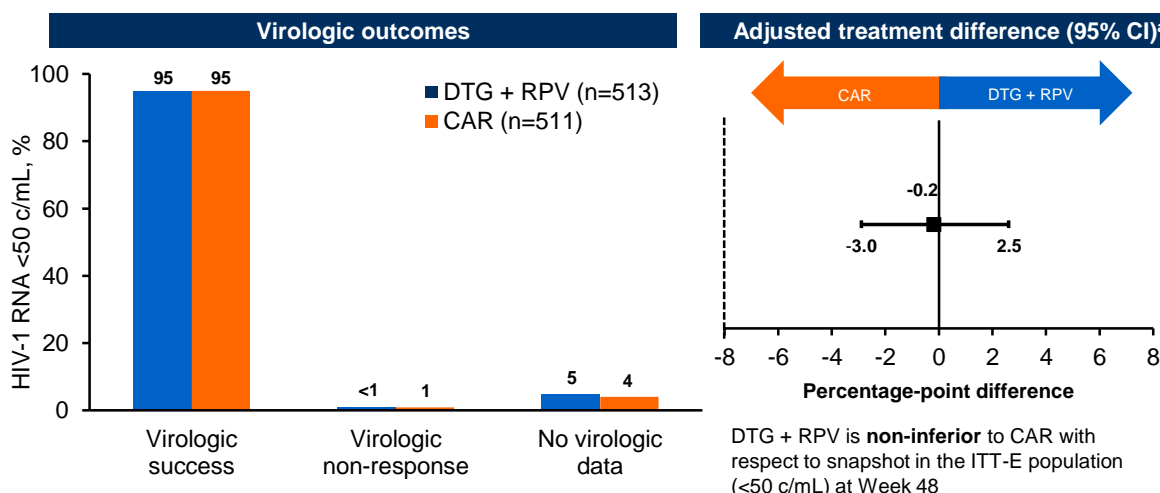 Virologic outcomes
HIV-1 RNA <50 c/mL, %
100
80
60
40
20
0
95 95
<1 1
5 4
DTG + RPV (n=513)
CAR (n=511)
Virologic
success
Virologic
non-response
No virologic
data
Adjusted treatment difference (95% CI)
CAR
DTG + RPV
-0.2
-3.0
2.5
-8 -6 -4 -2 0 2 4 6 8
Percentage-point difference
DTG + RPV is non-inferior to CAR with
respect to snapshot in the ITT-E population
(<50 c/mL) at Week 48